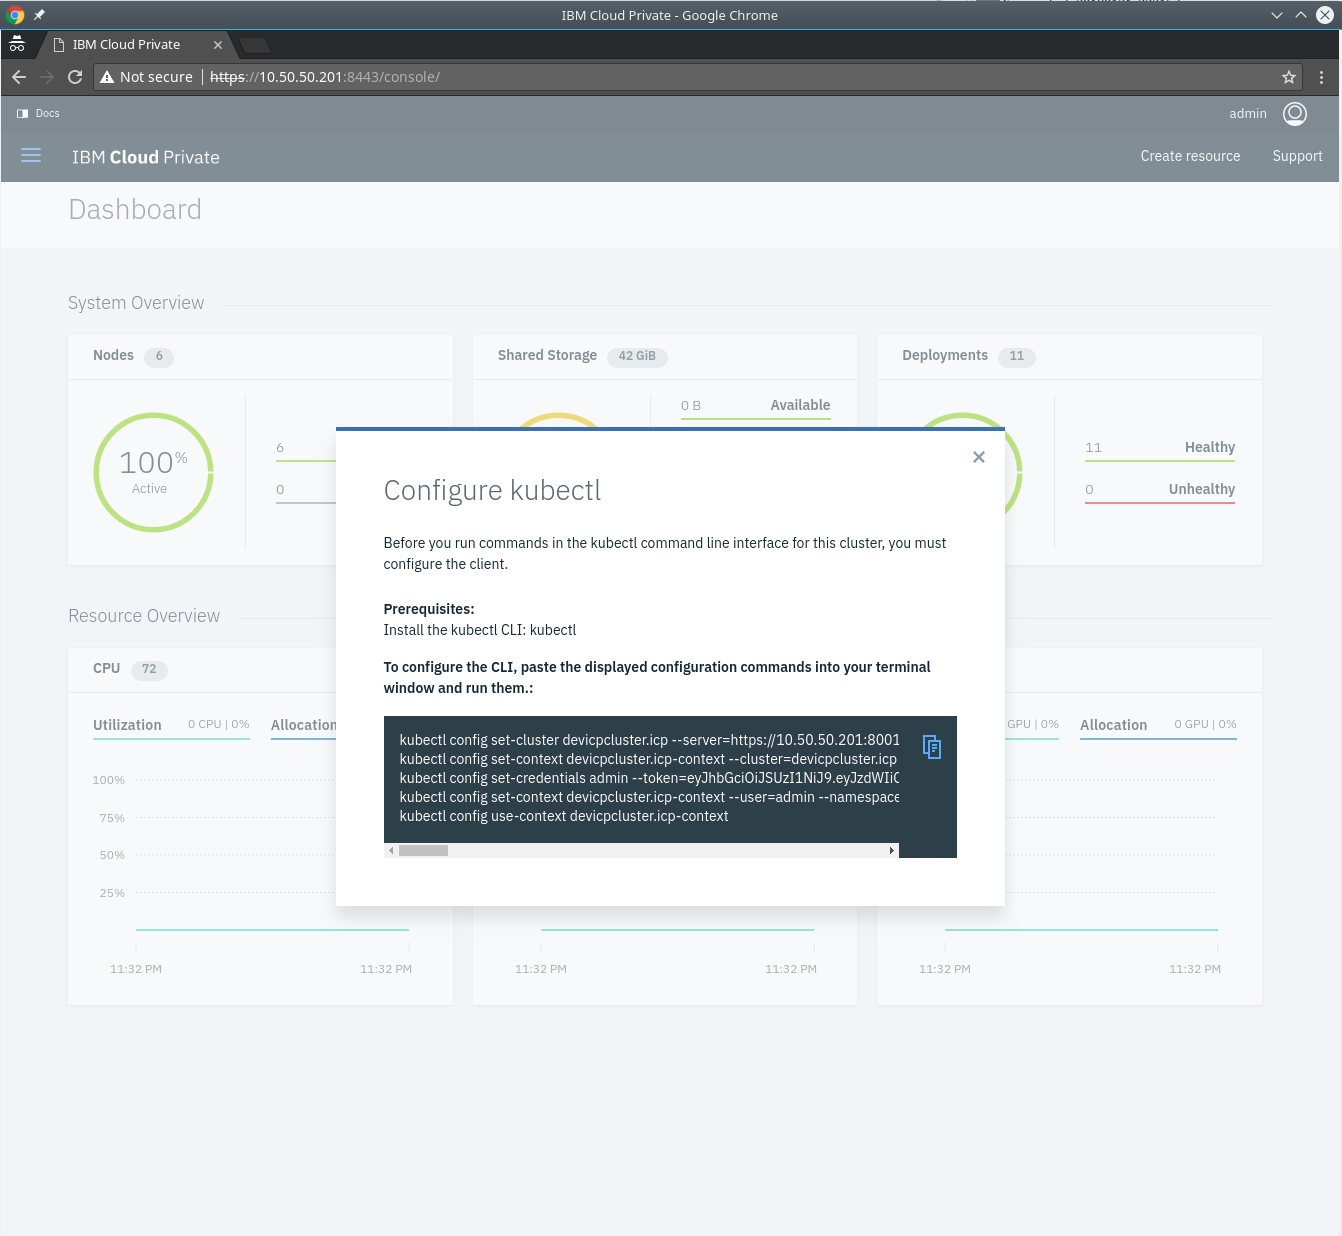 IBM Cloud Private - Google Chrome
IBM Cloud Private
Not secure https://10.50.50.201:8443/console/
Docs
admin
IBM Cloud Private
Create resource
Support
Dashboard
System Overview
Nodes 6
100%
Active
6
0
Shared Storage 42 GiB
0 B Available
Deployments 11
11 Healthy
0 Unhealthy
Configure kubectl
Before you run commands in the kubectl command line interface for this cluster, you must
configure the client.
Prerequisites:
Install the kubectl CLI: kubectl
To configure the CLI, paste the displayed configuration commands into your terminal
window and run them.:
kubectl config set-cluster devicpcluster.icp --server=https://10.50.50.201:8001
kubectl config set-context devicpcluster.icp-context --cluster=devicpcluster.icp
kubectl config set-credentials admin --token=eyJhbGciOiJSUzI1NiJ9.eyJzdWIiO
kubectl config set-context devicpcluster.icp-context --user=admin --namespace
kubectl config use-context devicpcluster.icp-context
Resource Overview
CPU 72
Utilization 0 CPU | 0%
Allocation
100%
75%
50%
25%
11:32 PM 11:32 PM
11:32 PM 11:32 PM
GPU | 0%
Allocation 0 GPU | 0%
11:32 PM 11:32 PM